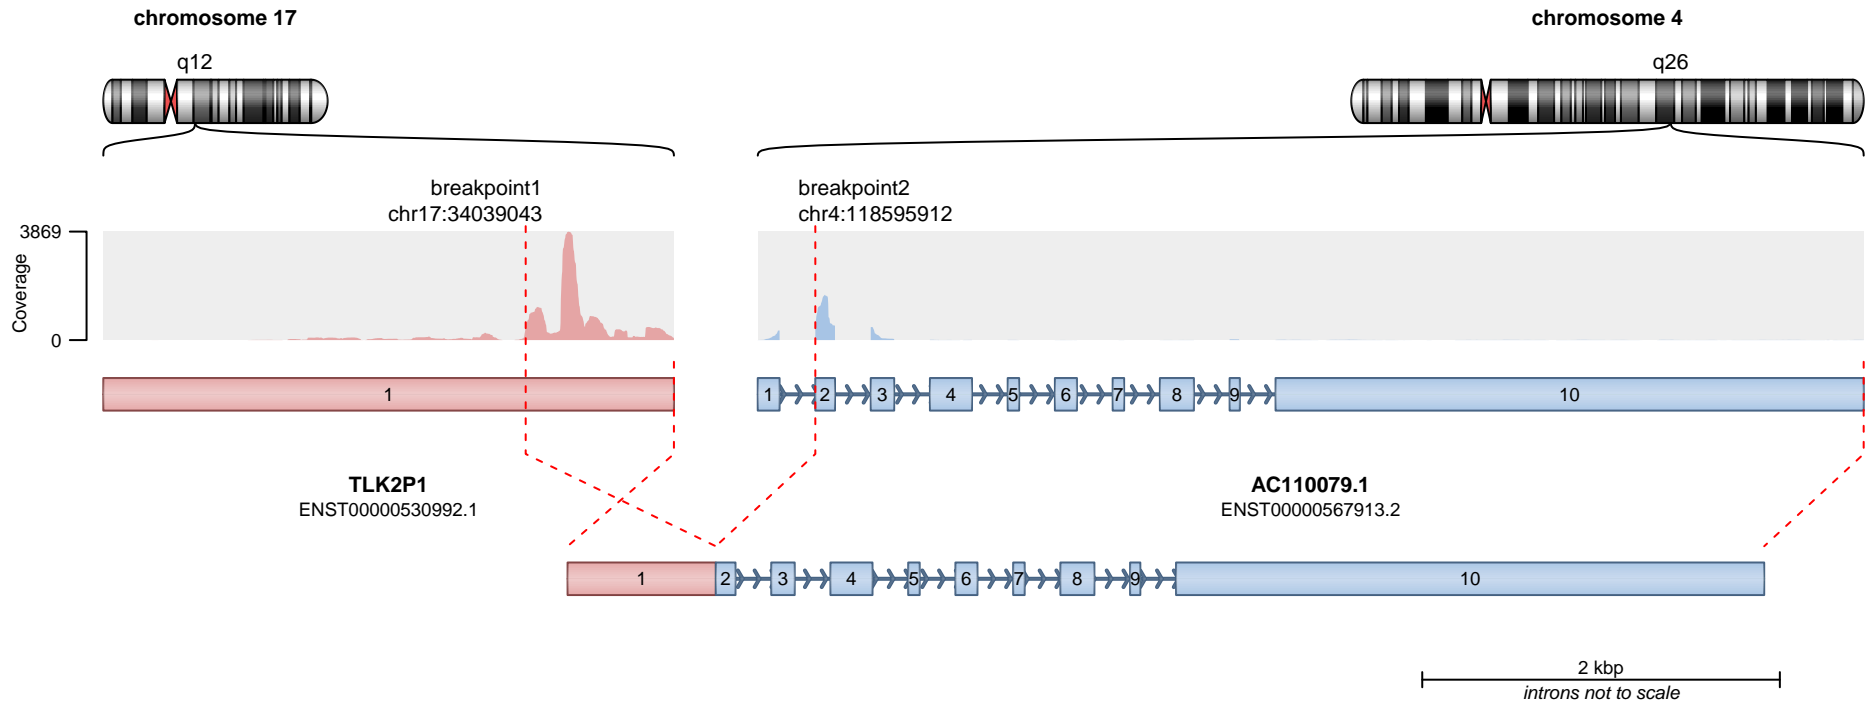 chromosome 17
chromosome 4
q12
q26
breakpoint1
chr17:34039043
breakpoint2
chr4:118595912
3869
0
Coverage
1
1 2 3 4 5 6 7 8 9 10
TLK2P1
ENST00000530992.1
AC110079.1
ENST00000567913.2
1 2 3 4 5 6 7 8 9 10
2 kbp
introns not to scale